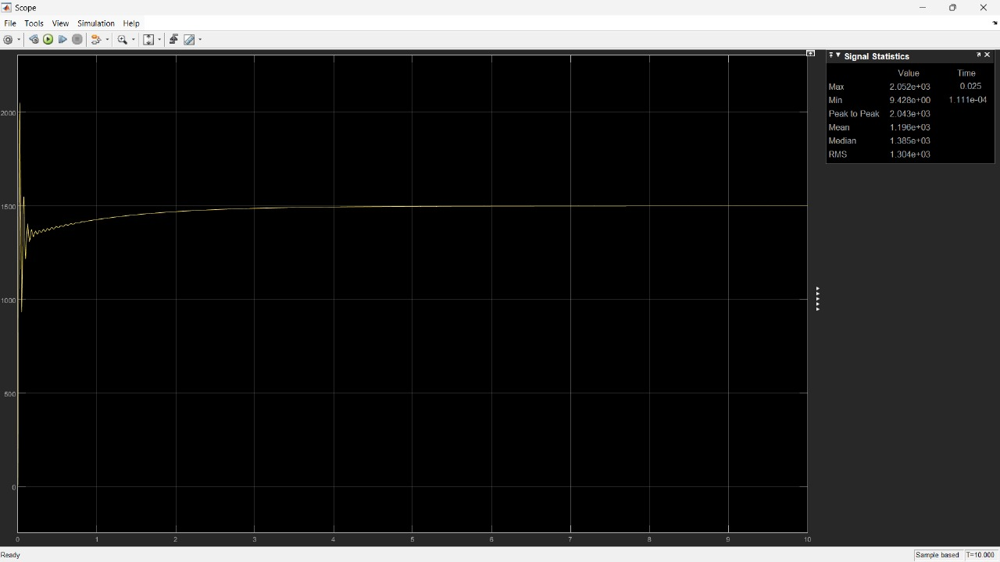 Scope
File Tools View Simulation Help
Signal Statistics
Value Time
Max 2.052e+03 0.025
Min 9.428e+00 1.111e-04
Peak to Peak 2.043e+03
Mean 1.196e+03
Median 1.385e+03
RMS 1.304e+03
2000
1500
1000
500
0
0 1 2 3 4 5 6 7 8 9 10
Ready Sample based T=10.000